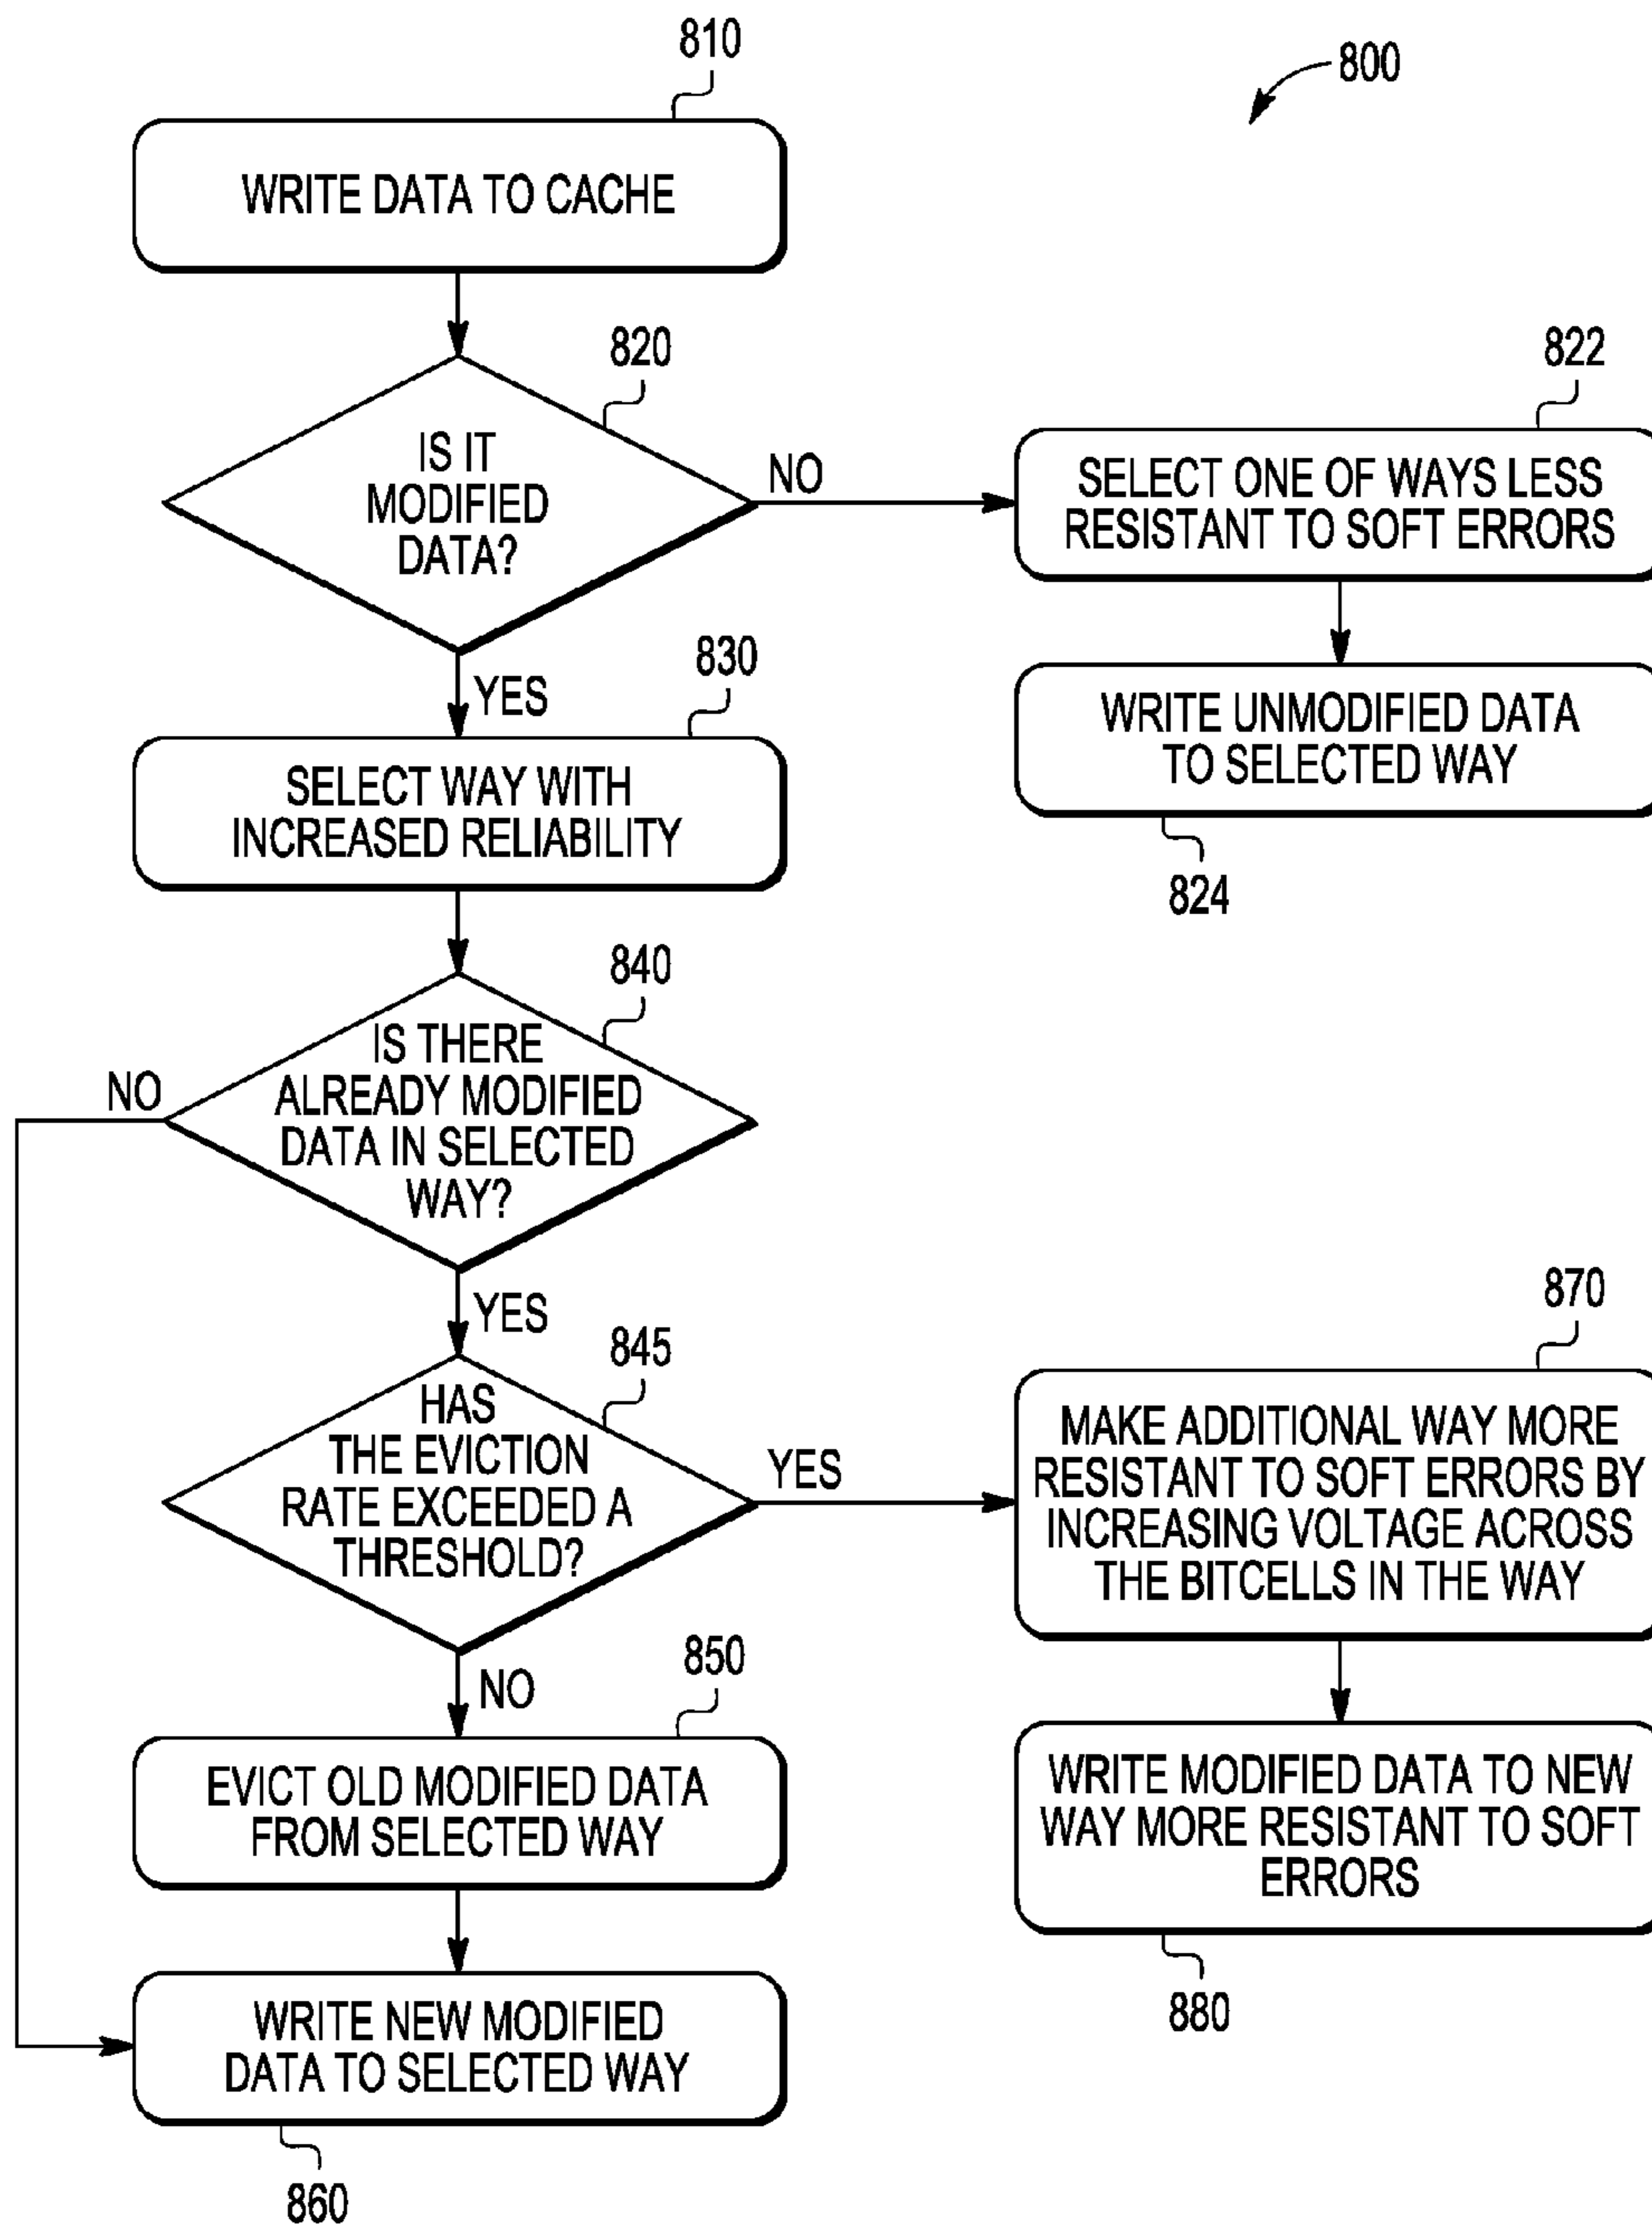 810
800
WRITE DATA TO CACHE
820
IS IT
MODIFIED
DATA?
NO
822
SELECT ONE OF WAYS LESS
RESISTANT TO SOFT ERRORS
YES
830
WRITE UNMODIFIED DATA
TO SELECTED WAY
824
SELECT WAY WITH
INCREASED RELIABILITY
840
IS THERE
ALREADY MODIFIED
DATA IN SELECTED
WAY?
NO
YES
845
HAS
THE EVICTION
RATE EXCEEDED A
THRESHOLD?
YES
870
MAKE ADDITIONAL WAY MORE
RESISTANT TO SOFT ERRORS BY
INCREASING VOLTAGE ACROSS
THE BITCELLS IN THE WAY
NO
850
EVICT OLD MODIFIED DATA
FROM SELECTED WAY
WRITE MODIFIED DATA TO NEW
WAY MORE RESISTANT TO SOFT
ERRORS
880
WRITE NEW MODIFIED
DATA TO SELECTED WAY
860